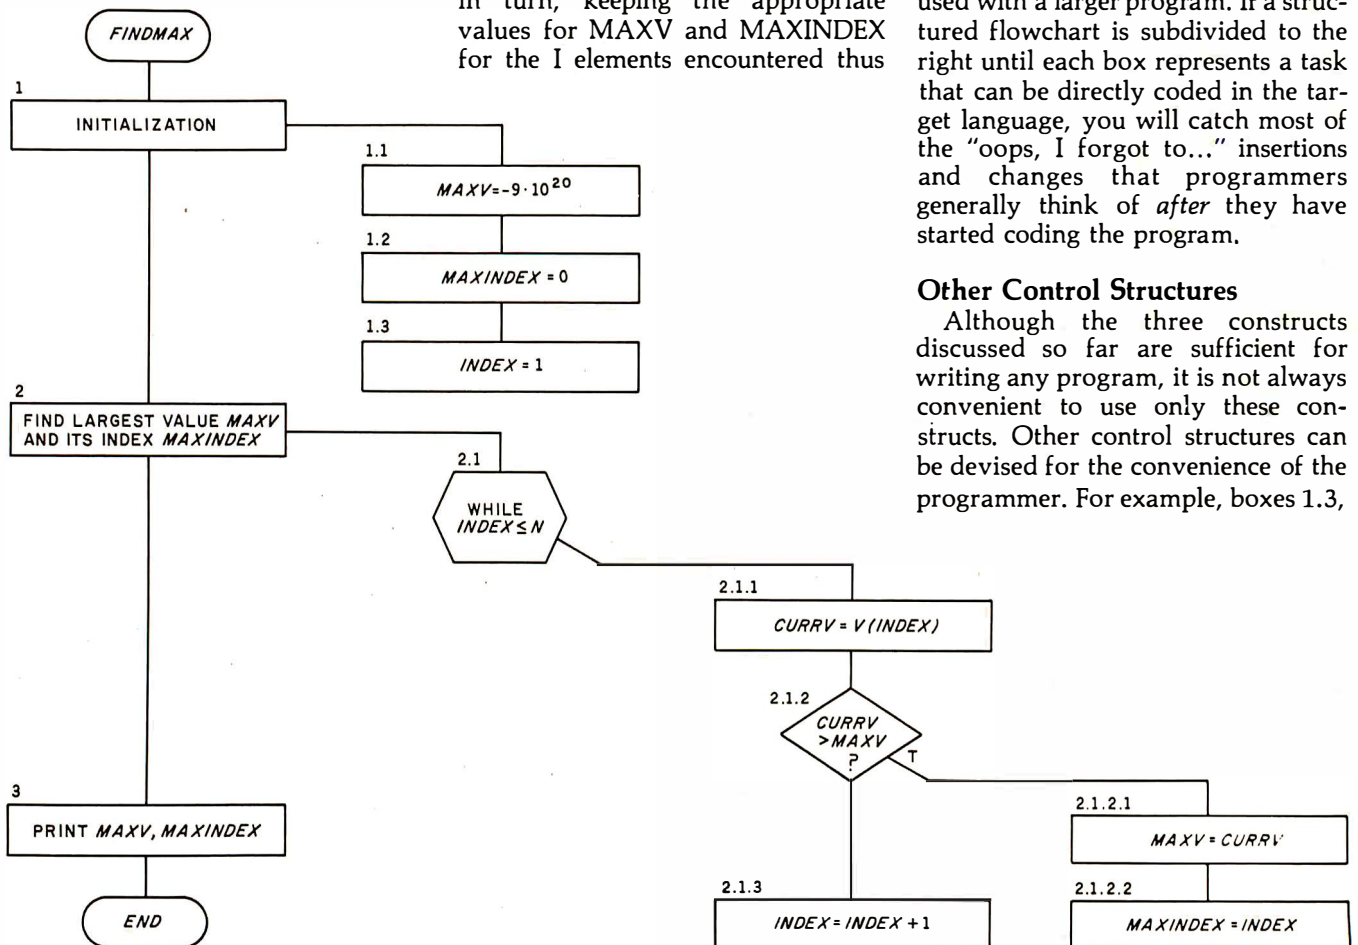 in turn, keeping the appropriate
values for MAXV and MAXINDEX
for the I elements encountered thus
used with a larger program. If a struc-
tured flowchart is subdivided to the
right until each box represents a task
that can be directly coded in the tar-
get language, you will catch most of
the "oops, I forgot to..." insertions
and changes that programmers
generally think of after they have
started coding the program.
Other Control Structures
Although the three constructs
discussed so far are sufficient for
writing any program, it is not always
convenient to use only these con-
structs. Other control structures can
be devised for the convenience of the
programmer. For example, boxes 1.3,
FINDMAX
1
INITIALIZATION
1.1
MAXV=-9·10²⁰
1.2
MAXINDEX = 0
1.3
INDEX = 1
2
FIND LARGEST VALUE MAXV
AND ITS INDEX MAXINDEX
2.1
WHILE
INDEX ≤ N
2.1.1
CURRV = V(INDEX)
2.1.2
CURRV
>MAXV
?
T
2.1.2.1
MAXV = CURRV
2.1.2.2
MAXINDEX = INDEX
2.1.3
INDEX = INDEX + 1
3
PRINT MAXV, MAXINDEX
END